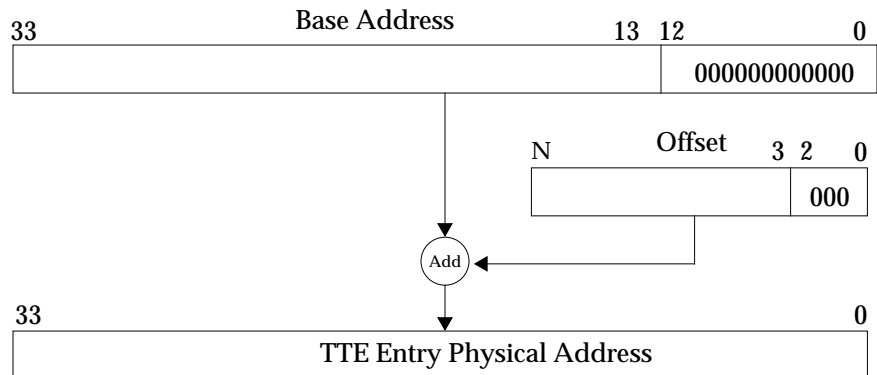 Base Address
33 13 12 0
000000000000
Offset
N 3 2 0
000
Add
33 0
TTE Entry Physical Address